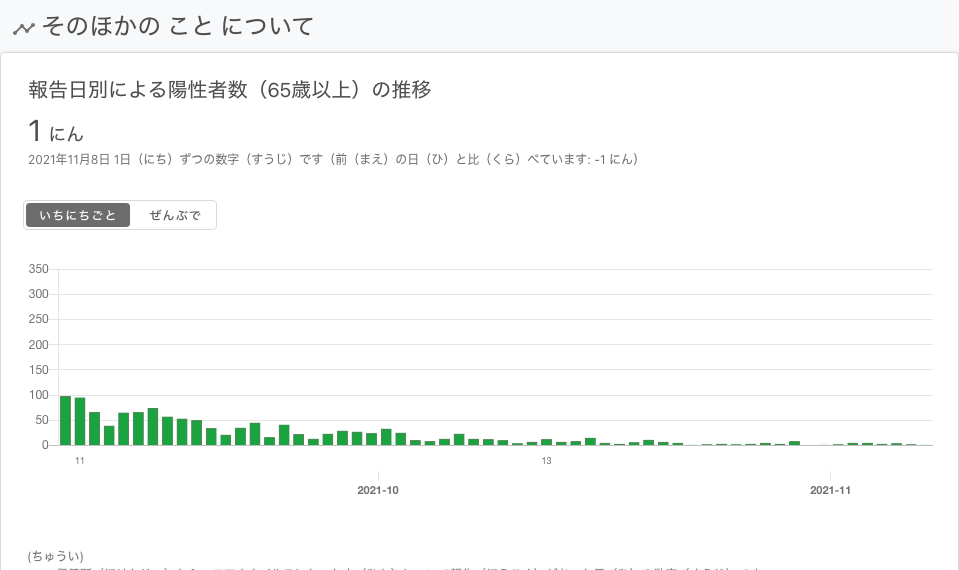 そのほかの こと について
報告日別による陽性者数（65歳以上）の推移
1 にん
2021年11月8日 1日（にち）ずつの数字（すうじ）です（前（まえ）の日（ひ）と比（くら）べています: -1 にん）
いちにちごと ぜんぶで
350
300
250
200
150
100
50
0
11 13
2021-10 2021-11
(ちゅうい)